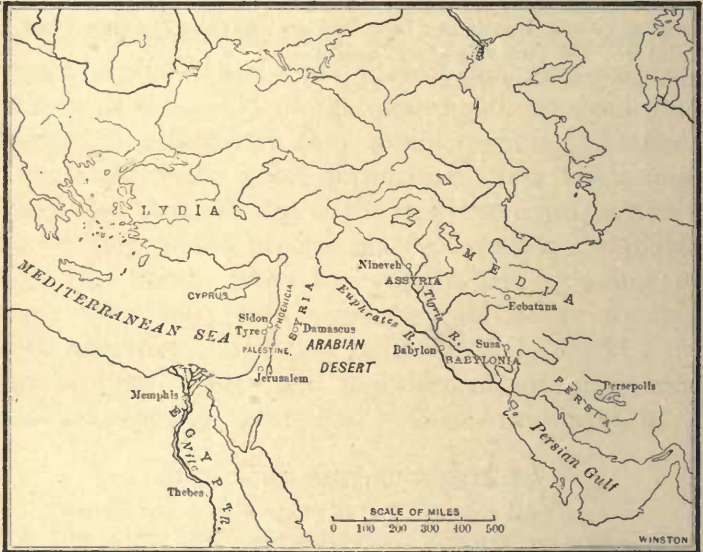 LYDIA
MEDITERRANEAN SEA
CYPRUS
Sidon
Tyre
PHOENICIA
SYRIA
Damascus
PALESTINE,
Jerusalem
ARABIAN
DESERT
Nineveh
ASSYRIA
MEDIA
Ecbatana
Euphrates R.
Tigris R.
Babylon
BABYLONIA
Susa
PERSIA
Persepolis
Persian Gulf
Memphis
EGYPT
Nile R.
Thebes
SCALE OF MILES
0 100 200 300 400 500
WINSTON